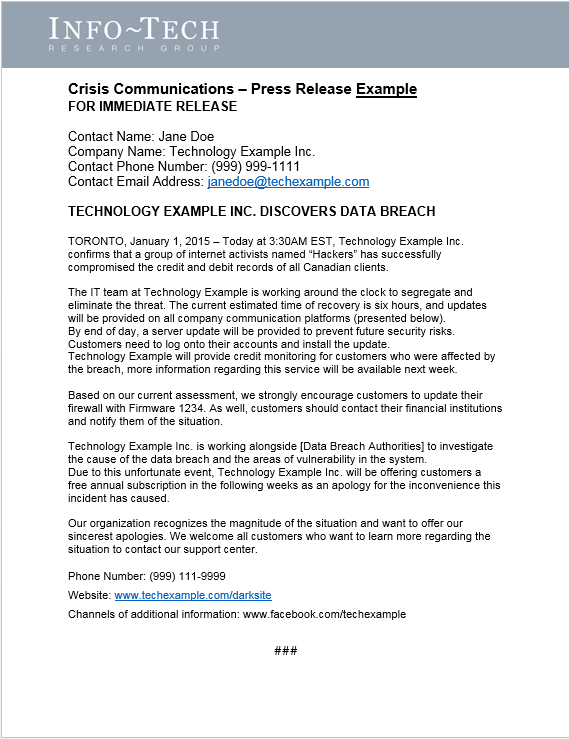 INFO~TECH
RESEARCH GROUP
Crisis Communications – Press Release Example
FOR IMMEDIATE RELEASE
Contact Name: Jane Doe
Company Name: Technology Example Inc.
Contact Phone Number: (999) 999-1111
Contact Email Address: janedoe@techexample.com
TECHNOLOGY EXAMPLE INC. DISCOVERS DATA BREACH
TORONTO, January 1, 2015 – Today at 3:30AM EST, Technology Example Inc.
confirms that a group of internet activists named “Hackers” has successfully
compromised the credit and debit records of all Canadian clients.
The IT team at Technology Example is working around the clock to segregate and
eliminate the threat. The current estimated time of recovery is six hours, and updates
will be provided on all company communication platforms (presented below).
By end of day, a server update will be provided to prevent future security risks.
Customers need to log onto their accounts and install the update.
Technology Example will provide credit monitoring for customers who were affected by
the breach, more information regarding this service will be available next week.
Based on our current assessment, we strongly encourage customers to update their
firewall with Firmware 1234. As well, customers should contact their financial institutions
and notify them of the situation.
Technology Example Inc. is working alongside [Data Breach Authorities] to investigate
the cause of the data breach and the areas of vulnerability in the system.
Due to this unfortunate event, Technology Example Inc. will be offering customers a
free annual subscription in the following weeks as an apology for the inconvenience this
incident has caused.
Our organization recognizes the magnitude of the situation and want to offer our
sincerest apologies. We welcome all customers who want to learn more regarding the
situation to contact our support center.
Phone Number: (999) 111-9999
Website: www.techexample.com/darksite
Channels of additional information: www.facebook.com/techexample
###